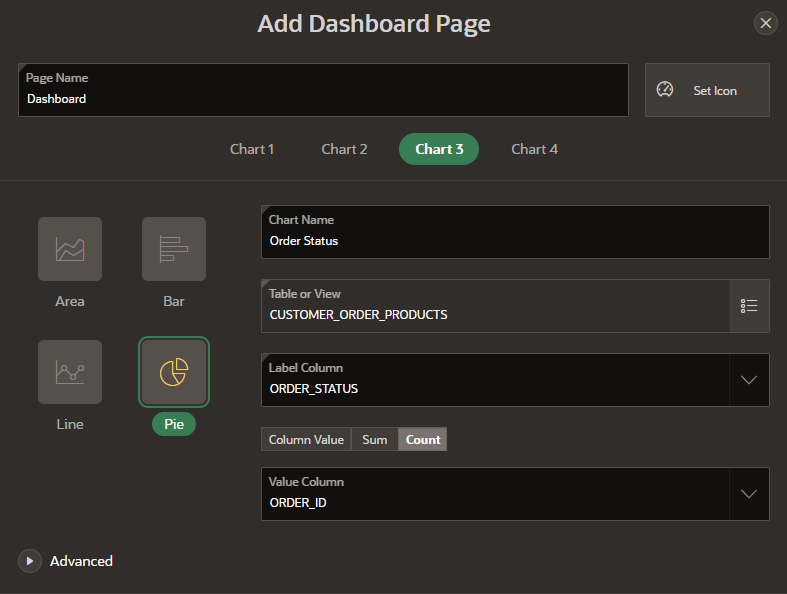 Add Dashboard Page
Page Name
Dashboard
Set Icon
Chart 1
Chart 2
Chart 3
Chart 4
Area
Bar
Line
Pie
Chart Name
Order Status
Table or View
CUSTOMER_ORDER_PRODUCTS
Label Column
ORDER_STATUS
Column Value
Sum
Count
Value Column
ORDER_ID
Advanced